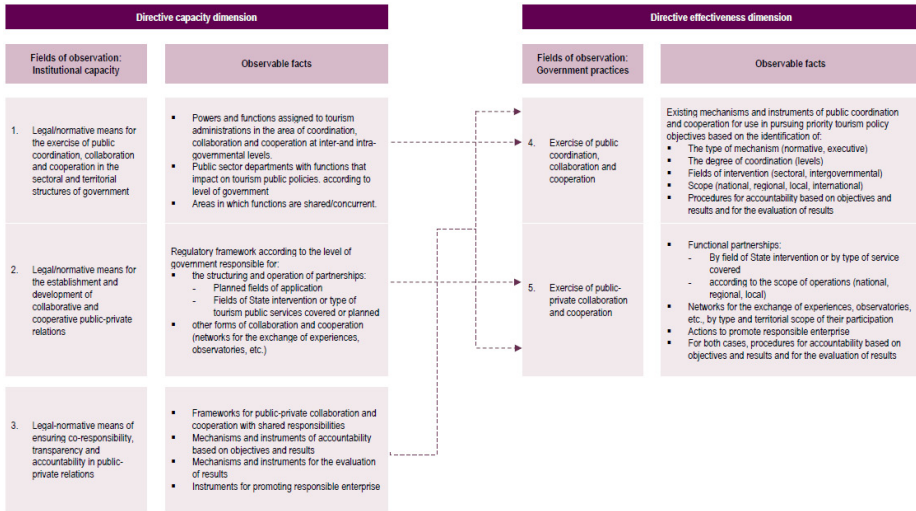 Directive capacity dimension
Fields of observation:
Institutional capacity
Observable facts
1. Legal/normative means for
the exercise of public
coordination, collaboration
and cooperation in the
sectoral and territorial
structures of government
▪ Powers and functions assigned to tourism
administrations in the area of coordination,
collaboration and cooperation at inter-and intra-
governmental levels.
▪ Public sector departments with functions that
impact on tourism public policies. according to
level of government
▪ Areas in which functions are shared/concurrent.
2. Legal/normative means for
the establishment and
development of
collaborative and
cooperative public-private
relations
Regulatory framework according to the level of
government responsible for:
▪ the structuring and operation of partnerships:
- Planned fields of application
- Fields of State intervention or type of
tourism public services covered or planned
▪ other forms of collaboration and cooperation
(networks for the exchange of experiences,
observatories, etc.)
3. Legal-normative means of
ensuring co-responsibility,
transparency and
accountability in public-
private relations
▪ Frameworks for public-private collaboration and
cooperation with shared responsibilities
▪ Mechanisms and instruments of accountability
based on objectives and results
▪ Mechanisms and instruments for the evaluation
of results
▪ Instruments for promoting responsible enterprise
Directive effectiveness dimension
Fields of observation:
Government practices
Observable facts
4. Exercise of public
coordination,
collaboration and
cooperation
Existing mechanisms and instruments of public coordination
and cooperation for use in pursuing priority tourism policy
objectives based on the identification of:
▪ The type of mechanism (normative, executive)
▪ The degree of coordination (levels)
▪ Fields of intervention (sectoral, intergovernmental)
▪ Scope (national, regional, local, international)
▪ Procedures for accountability based on objectives and
results and for the evaluation of results
5. Exercise of public-
private collaboration
and cooperation
▪ Functional partnerships:
- By field of State intervention or by type of service
covered
- according to the scope of operations (national,
regional, local)
▪ Networks for the exchange of experiences, observatories,
etc., by type and territorial scope of their participation
▪ Actions to promote responsible enterprise
▪ For both cases, procedures for accountability based on
objectives and results and for the evaluation of results